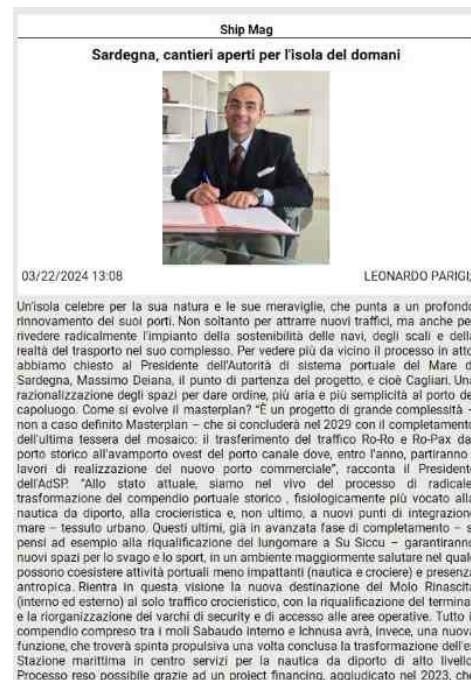 Ship Mag
Sardegna, cantieri aperti per l'isola del domani
03/22/2024 13:08 LEONARDO PARIGI;
Un'isola celebre per la sua natura e le sue meraviglie, che punta a un profondo
rinnovamento dei suoi porti. Non soltanto per attrarre nuovi traffici, ma anche pe
rivedere radicalmente l'impianto della sostenibilità delle navi, degli scali e della
realtà del trasporto nel suo complesso. Per vedere più da vicino il processo in atto
abbiamo chiesto al Presidente dell'Autorità di sistema portuale del Mare d
Sardegna, Massimo Deiana, il punto di partenza del progetto, e cioè Cagliari. Una
razionalizzazione degli spazi per dare ordine, più aria e più semplicità al porto de
capoluogo. Come si evolve il masterplan? "È un progetto di grande complessità -
non a caso definito Masterplan – che si concluderà nel 2029 con il completamento
dell'ultima tessera del mosaico: il trasferimento del traffico Ro-Ro e Ro-Pax da
porto storico all'avamporto ovest del porto canale dove, entro l'anno, partiranno
lavori di realizzazione del nuovo porto commerciale", racconta il Presidente
dell'AdSP. "Allo stato attuale, siamo nel vivo del processo di radicale
trasformazione del compendio portuale storico , fisiologicamente più vocato alla
nautica da diporto, alla crocieristica e, non ultimo, a nuovi punti di integrazione
mare – tessuto urbano. Questi ultimi, già in avanzata fase di completamento – s
pensi ad esempio alla riqualificazione del lungomare a Su Siccu – garantiranno
nuovi spazi per lo svago e lo sport, in un ambiente maggiormente salutare nel quale
possono coesistere attività portuali meno impattanti (nautica e crociere) e presenza
antropica. Rientra in questa visione la nuova destinazione del Molo Rinascita
(interno ed esterno) al solo traffico crocieristico, con la riqualificazione del termina
e la riorganizzazione dei varchi di security e di accesso alle aree operative. Tutto i
compendio compreso tra i moli Sabaudo interno e Ichnusa avrà, invece, una nuova
funzione, che troverà spinta propulsiva una volta conclusa la trasformazione dell'e
Stazione marittima in centro servizi per la nautica da diporto di alto livello
Processo reso possibile grazie ad un project financing, aggiudicato nel 2023, che